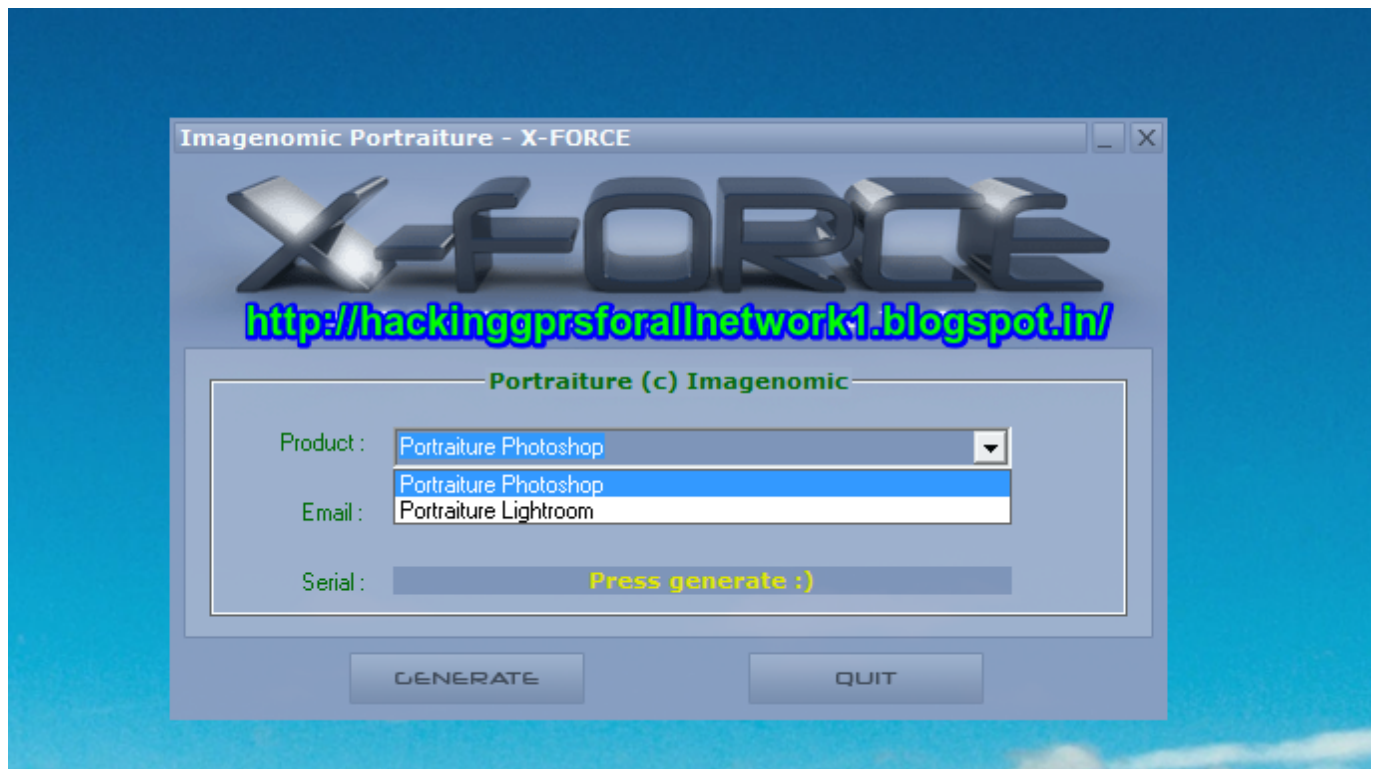 Imagenomic Portraiture - X-FORCE
X-FORCE
http://hackinggprsforallnetwork1.blogspot.in/
Portraiture (c) Imagenomic
Product :
Portraiture Photoshop
Portraiture Photoshop
Portraiture Lightroom
Email :
Serial :
Press generate :)
GENERATE
QUIT